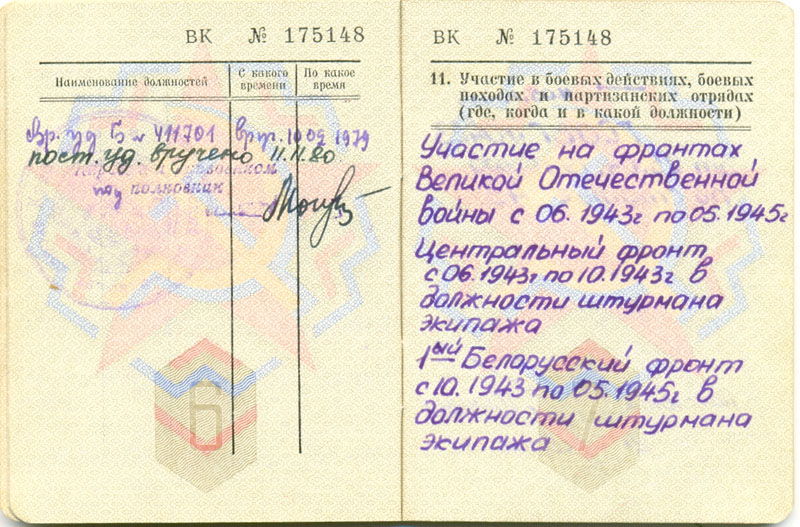 ВК № 175148
Наименование должностей
С какого времени
По какое время
Вр. уд Б № 411701 вруч. 10 09 1979
пост. уд. вручено 11.11.80.
подполковник
6
ВК № 175148
11. Участие в боевых действиях, боевых
походах и партизанских отрядах
(где, когда и в какой должности)
Участие на фронтах
Великой Отечественной
войны с 06. 1943г по 05. 1945г
Центральный фронт
с 06. 1943г по 10. 1943г в
должности штурмана
экипажа
1ый Белорусский фронт
с 10. 1943 по 05. 1945г в
должности штурмана
экипажа
7